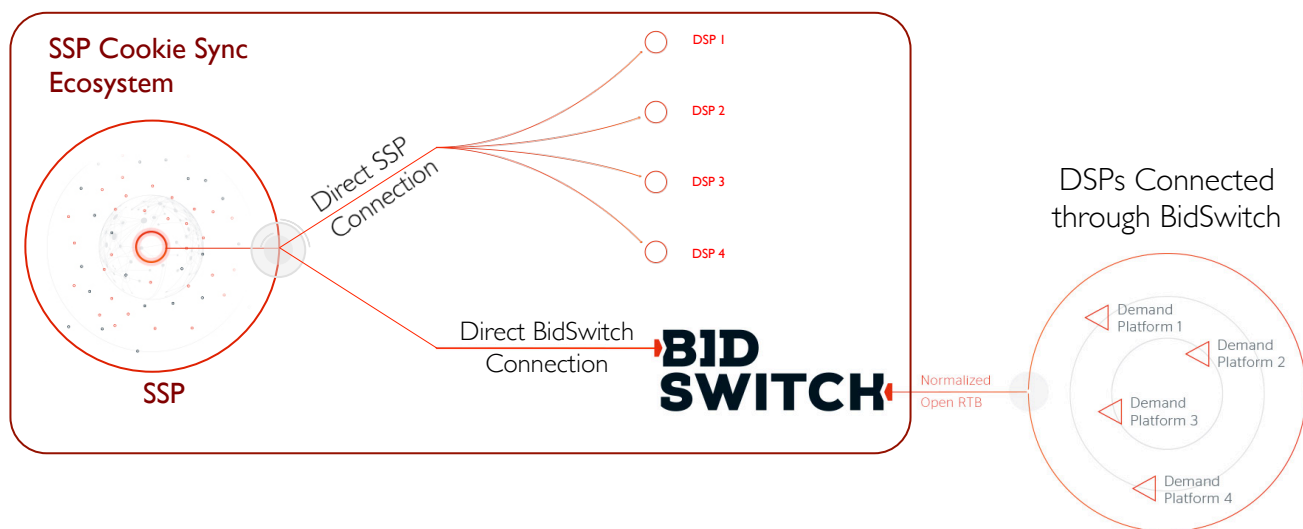 SSP Cookie Sync
Ecosystem
DSP 1
DSP 2
DSP 3
DSP 4
Direct SSP
Connection
SSP
Direct BidSwitch
Connection
BID
SWITCH
Normalized
Open RTB
DSPs Connected
through BidSwitch
Demand
Platform 1
Demand
Platform 2
Demand
Platform 3
Demand
Platform 4